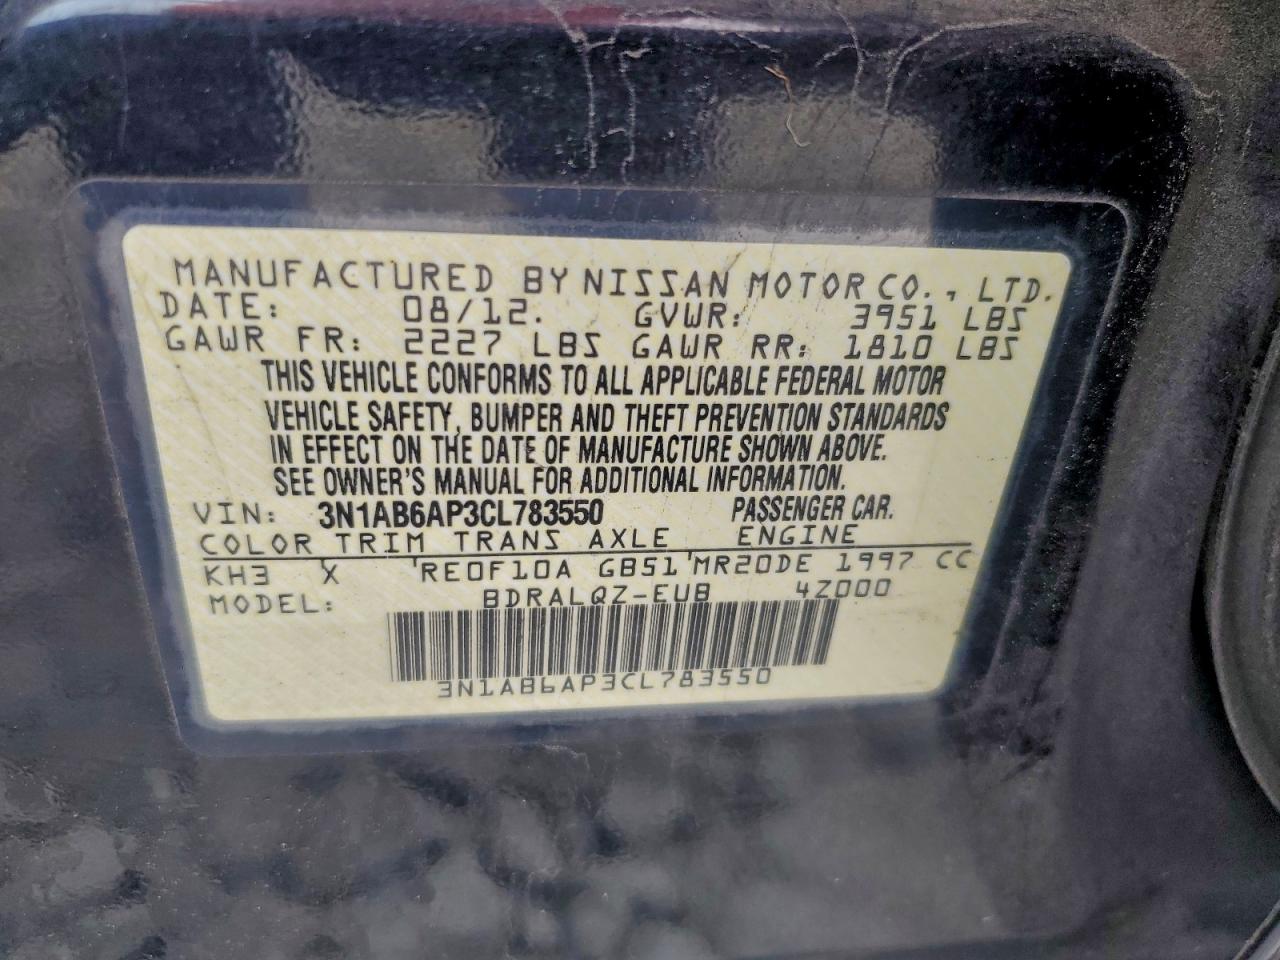 MANUFACTURED BY NISSAN MOTOR CO., LTD.
DATE: 08/12. GVWR: 3951 LBS
GAWR FR: 2227 LBS GAWR RR: 1810 LBS
THIS VEHICLE CONFORMS TO ALL APPLICABLE FEDERAL MOTOR
VEHICLE SAFETY, BUMPER AND THEFT PREVENTION STANDARDS
IN EFFECT ON THE DATE OF MANUFACTURE SHOWN ABOVE.
SEE OWNER'S MANUAL FOR ADDITIONAL INFORMATION.
VIN: 3N1AB6AP3CL783550 PASSENGER CAR.
COLOR TRIM TRANS AXLE ENGINE
KH3 X RE0F10A GB51 MR20DE 1997 CC
MODEL: BDRALQZ-EUB 4Z000
3N1AB6AP3CL783550